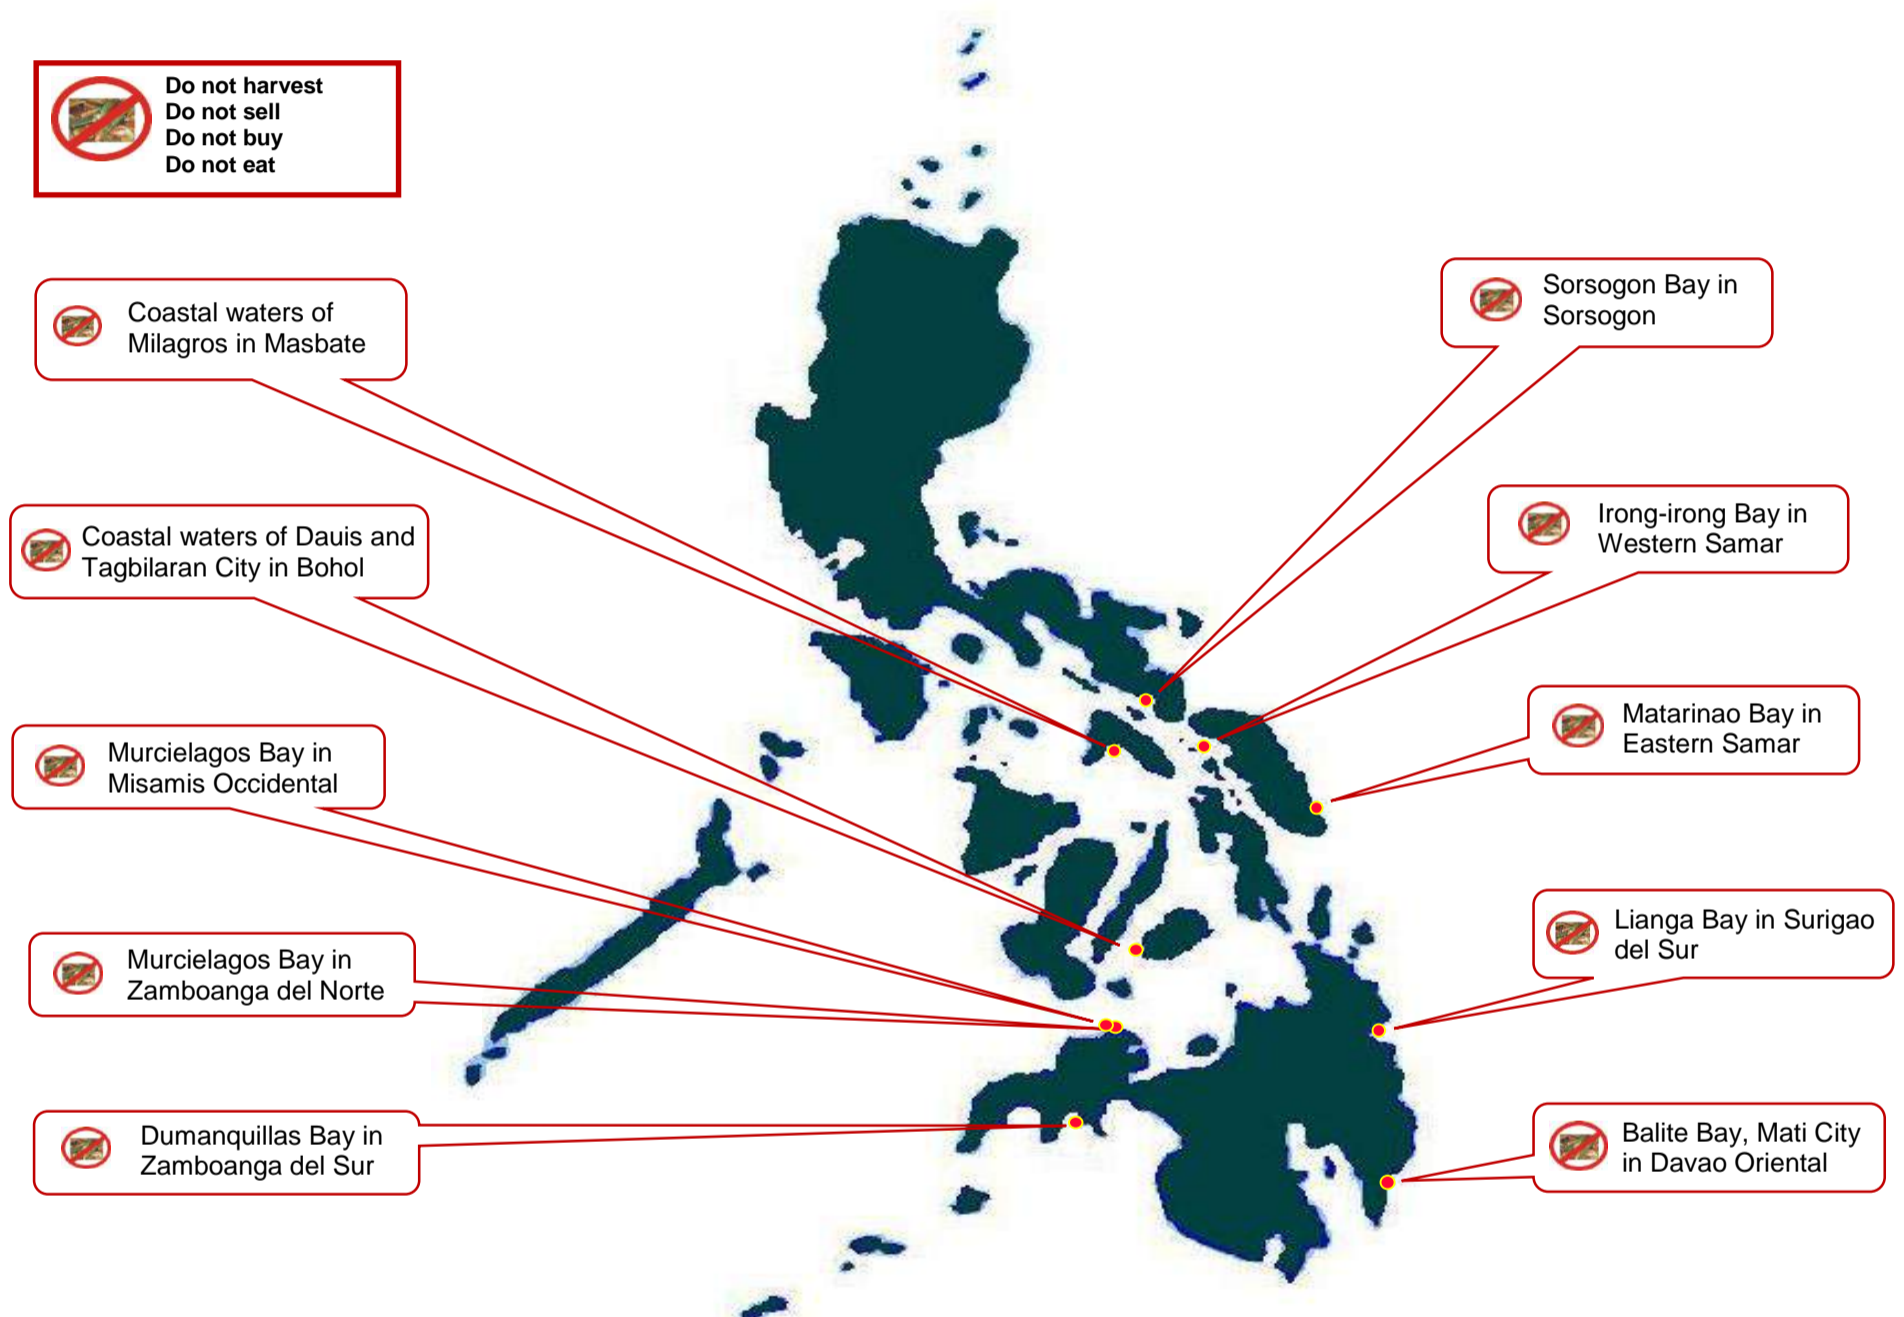 Do not harvest
Do not sell
Do not buy
Do not eat
Coastal waters of
Milagros in Masbate
Coastal waters of Dauis and
Tagbilaran City in Bohol
Murcielagos Bay in
Misamis Occidental
Murcielagos Bay in
Zamboanga del Norte
Dumanquillas Bay in
Zamboanga del Sur
Sorsogon Bay in
Sorsogon
Irong-irong Bay in
Western Samar
Matarinao Bay in
Eastern Samar
Lianga Bay in Surigao
del Sur
Balite Bay, Mati City
in Davao Oriental